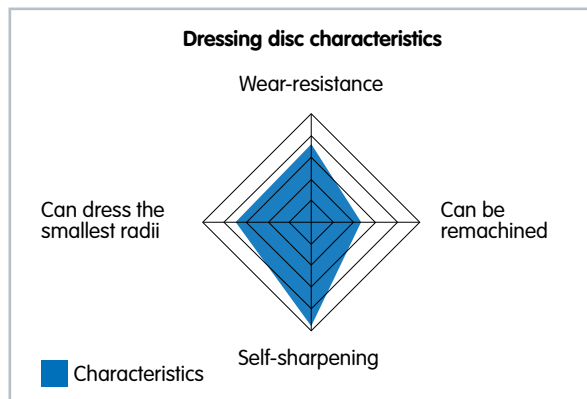 Dressing disc characteristics
Wear-resistance
Can dress the
smallest radii
Can be
remachined
Self-sharpening
Characteristics